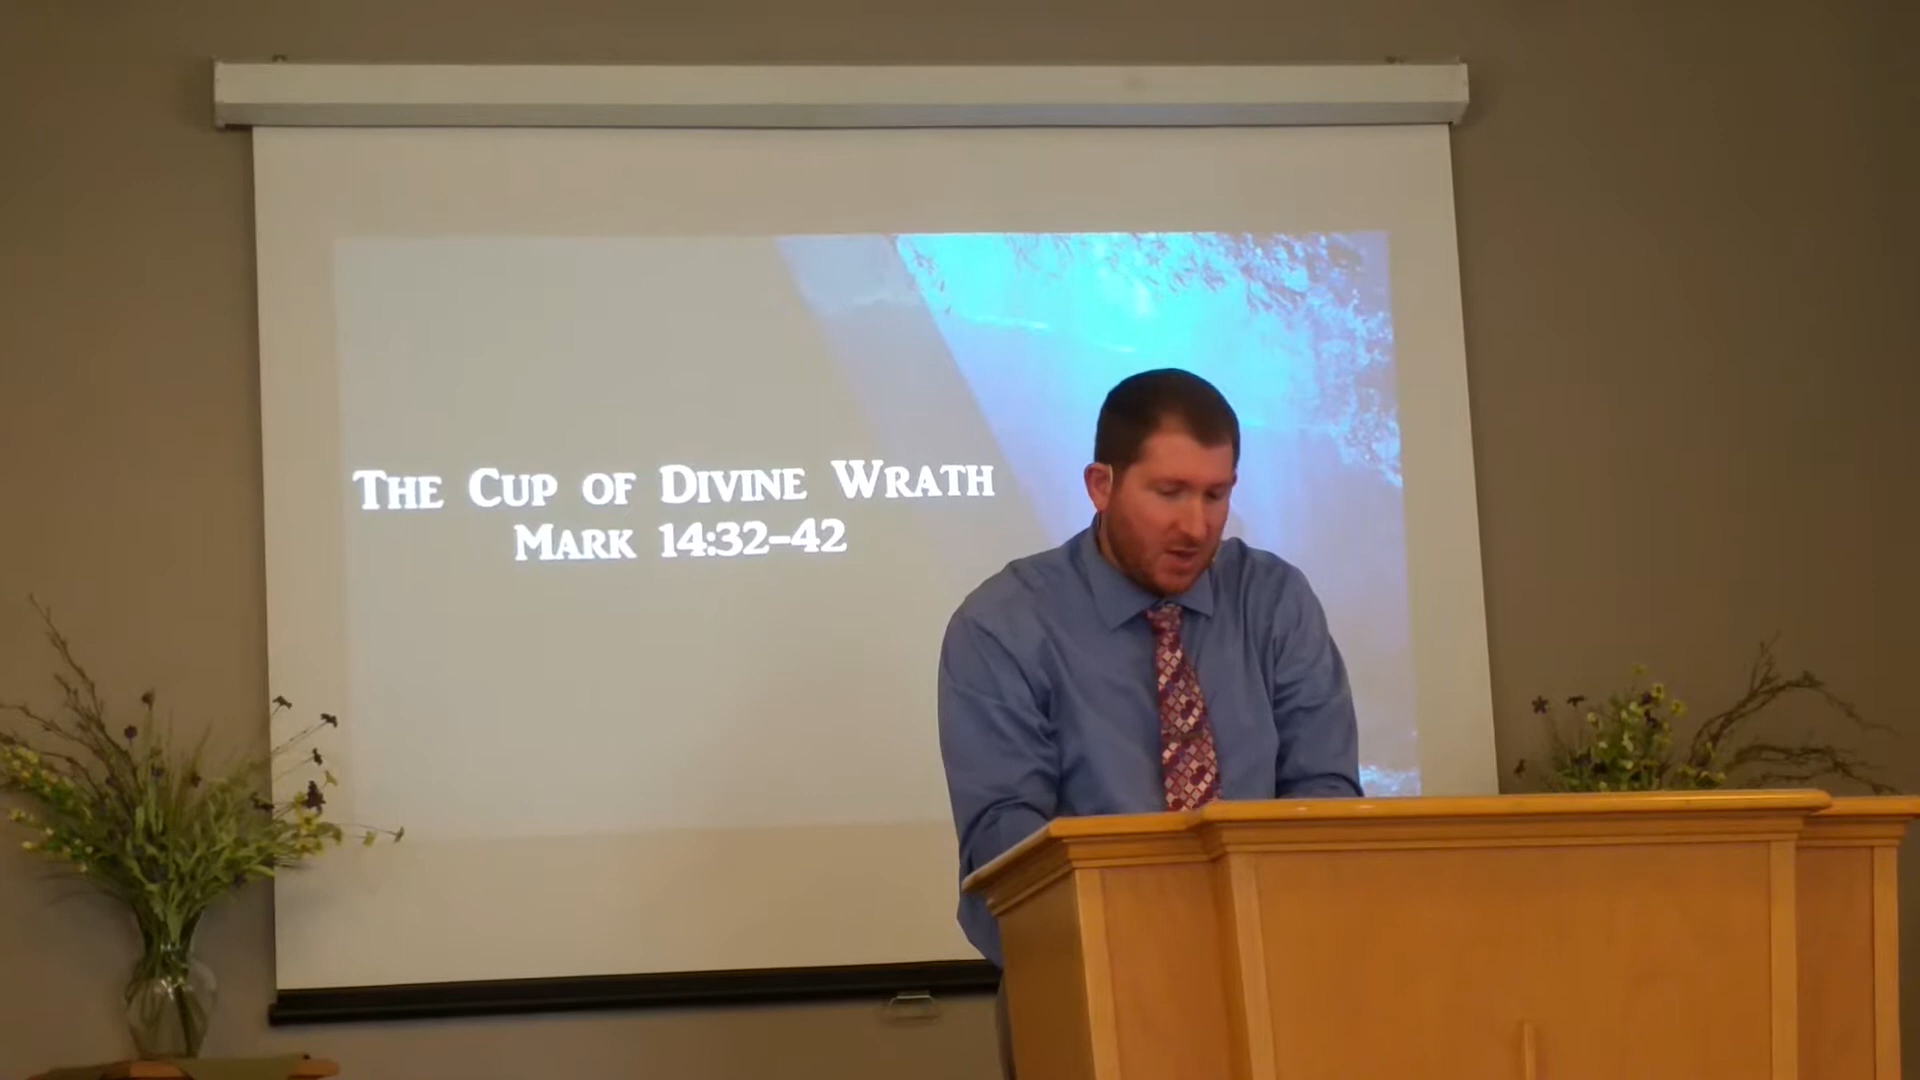 The Cup of Divine Wrath
Mark 14:32–42